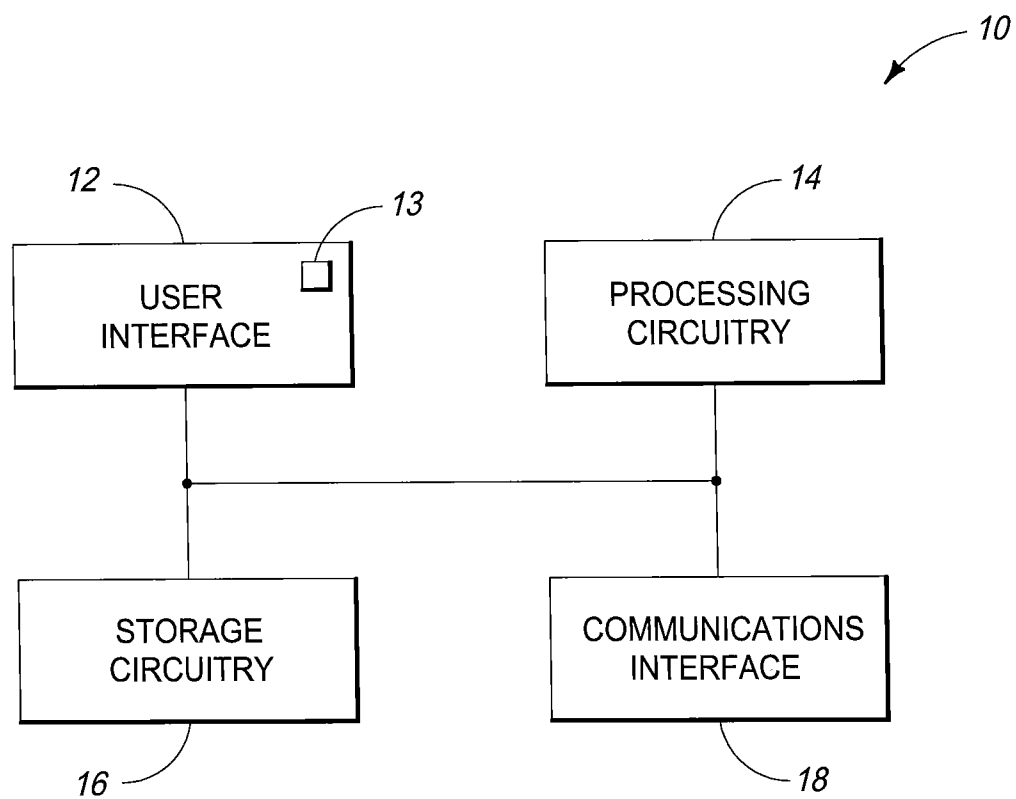 10
12
13
14
USER
INTERFACE
PROCESSING
CIRCUITRY
STORAGE
CIRCUITRY
COMMUNICATIONS
INTERFACE
16
18